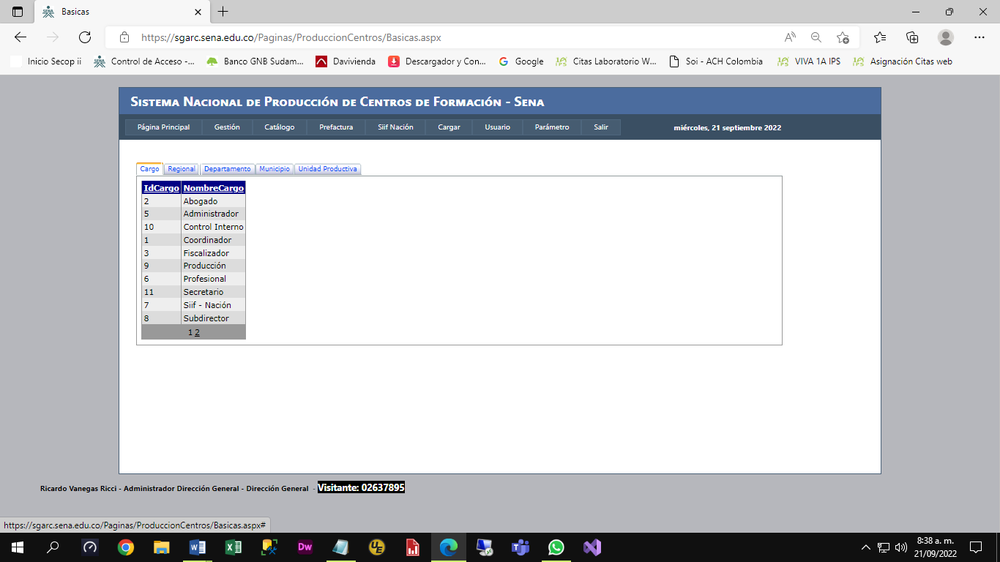 Basicas
https://sgarc.sena.edu.co/Paginas/ProduccionCentros/Basicas.aspx
Inicio Secop ii Control de Acceso -... Banco GNB Sudam... Davivienda Descargador y Con... Google Citas Laboratorio W... Soi - ACH Colombia VIVA 1A IPS Asignación Citas web
Sistema Nacional de Producción de Centros de Formación - Sena
Página Principal Gestión Catálogo Prefactura Siif Nación Cargar Usuario Parámetro Salir miércoles, 21 septiembre 2022
Cargo Regional Departamento Municipio Unidad Productiva
IdCargo NombreCargo
2 Abogado
5 Administrador
10 Control Interno
1 Coordinador
3 Fiscalizador
9 Producción
6 Profesional
11 Secretario
7 Siif - Nación
8 Subdirector
1 2
Ricardo Vanegas Ricci - Administrador Dirección General - Dirección General - Visitante: 02637895
https://sgarc.sena.edu.co/Paginas/ProduccionCentros/Basicas.aspx#
8:38 a. m.
21/09/2022